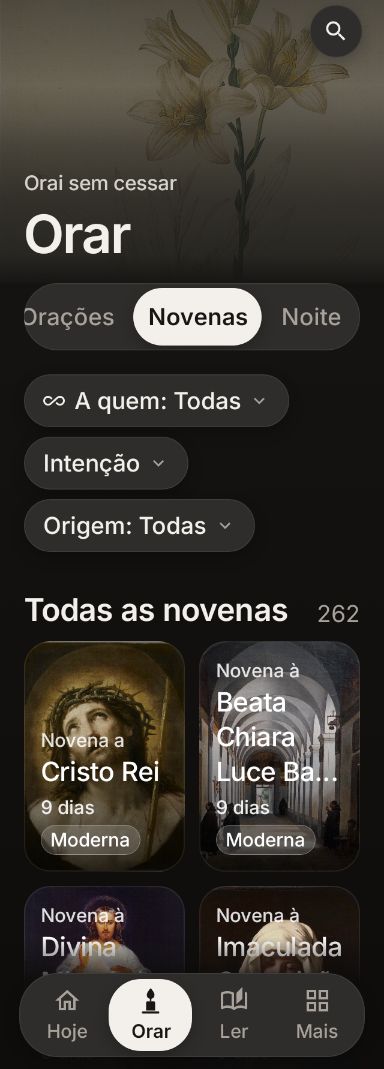 Orai sem cessar
Orar
Orações
Novenas
Noite
A quem: Todas
Intenção
Origem: Todas
Todas as novenas
262
Novena a
Cristo Rei
9 dias
Moderna
Novena à
Beata
Chiara
Luce Ba...
9 dias
Moderna
Novena à
Divina
Novena à
Imaculada
Hoje
Orar
Ler
Mais